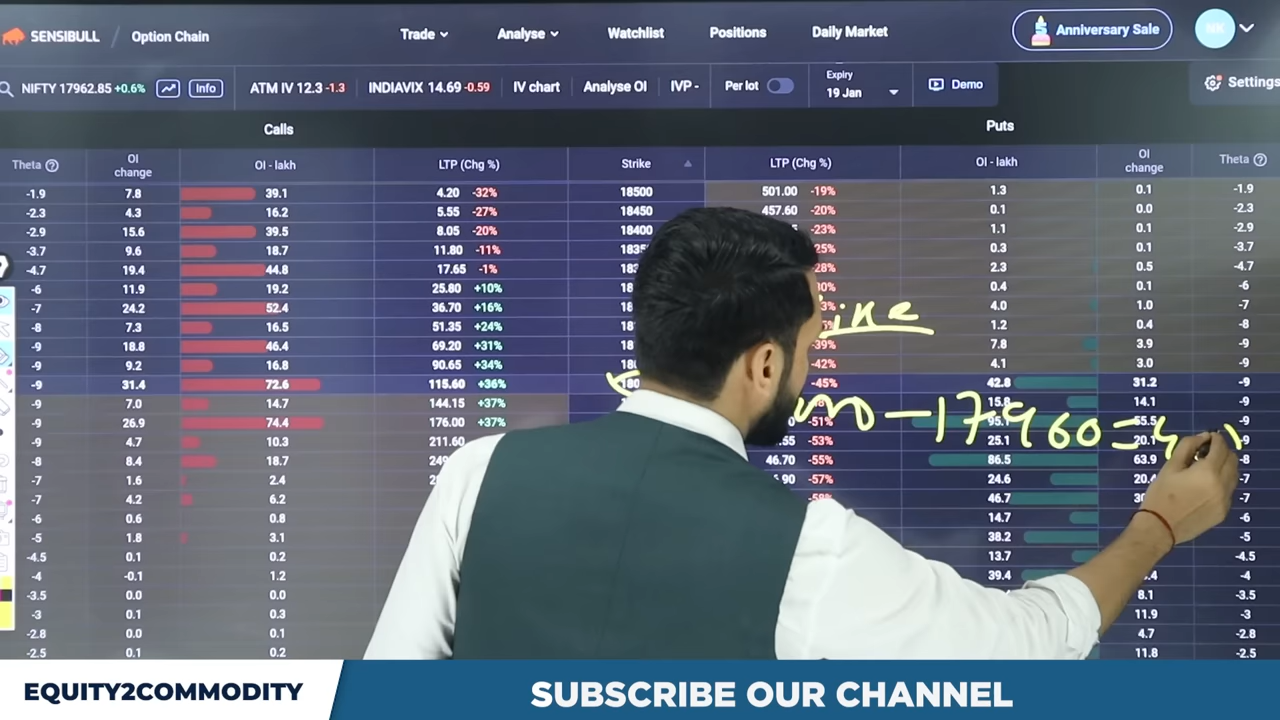 SENSIBULL / Option Chain Trade Analyse Watchlist Positions Daily Market Anniversary Sale NK
NIFTY 17962.85 +0.6% Info ATM IV 12.3 -1.3 INDIAVIX 14.69 -0.59 IV chart Analyse OI IVP - Per lot Expiry 19 Jan Demo Settings
Calls Puts
Theta OI change OI - lakh LTP (Chg %) Strike LTP (Chg %) OI - lakh OI change Theta
-1.9 7.8 39.1 4.20 -32% 18500 501.00 -19% 1.3 0.1 -1.9
-2.3 4.3 16.2 5.55 -27% 18450 457.60 -20% 0.1 0.0 -2.3
-2.9 15.6 39.5 8.05 -20% 18400 -23% 1.1 0.1 -2.9
-3.7 9.6 18.7 11.80 -11% 0.3 0.1 -3.7
-4.7 19.4 44.8 17.65 -1% 2.3 0.5 -4.7
-6 11.9 19.2 25.80 +10% 0.4 0.1 -6
-7 24.2 52.4 36.70 +16% 4.0 1.0 -7
-8 7.3 16.5 51.35 +24% 1.2 0.4 -8
-9 18.8 46.4 69.20 +31% -39% 7.8 3.9 -9
-9 9.2 16.8 90.65 +34% -42% 4.1 3.0 -9
-9 31.4 72.6 115.60 +36% -45% 42.8 31.2 -9
-9 7.0 14.7 144.15 +37% 15.8 14.1 -9
-9 26.9 74.4 176.00 +37% -51% 95.1 55.5 -9
-17960=
-9 4.7 10.3 211.60 -53% 25.1 -9
-8 8.4 18.7 46.70 -55% 86.5 63.9 -8
-7 1.6 2.4 -57% 24.6 -7
-7 4.2 6.2 46.7 -7
-6 0.6 0.8 14.7 -6
-5 1.8 3.1 38.2 -5
-4.5 0.1 0.2 13.7 -4.5
-4 -0.1 1.2 39.4 -4
-3.5 0.0 0.0 8.1 -3.5
-3 0.1 0.3 11.9 -3
-2.8 0.0 0.1 4.7 -2.8
-2.5 0.1 0.2 11.8 -2.5
EQUITY2COMMODITY SUBSCRIBE OUR CHANNEL